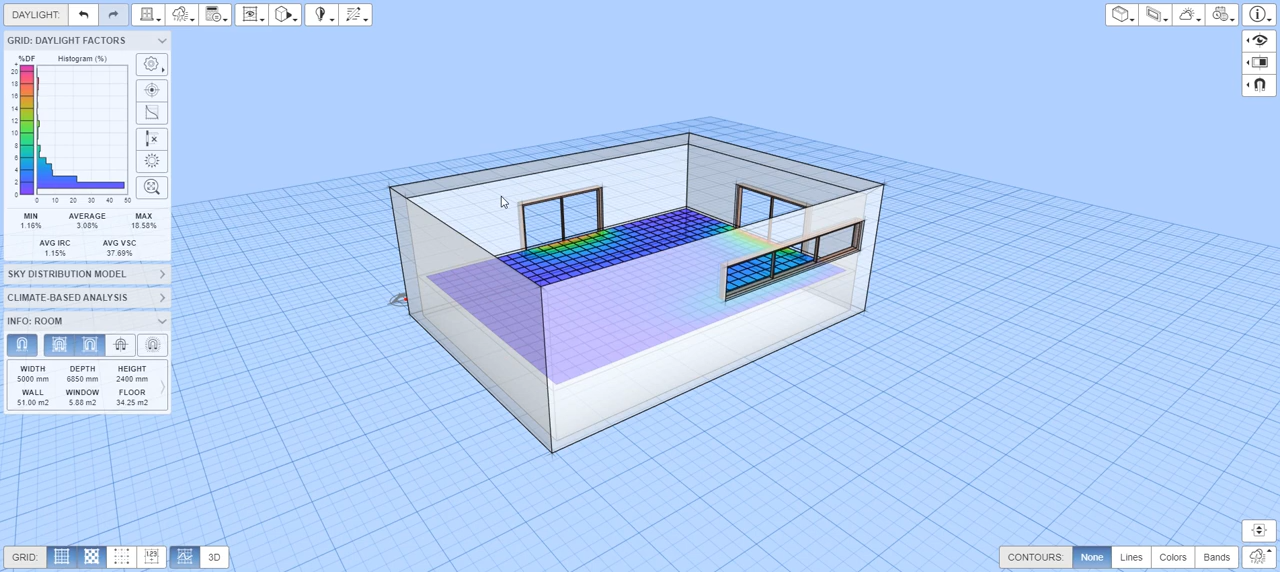 DAYLIGHT:
GRID: DAYLIGHT FACTORS
%DF Histogram (%)
20
18
16
14
12
10
8
6
4
2
0
0 10 20 30 40 50
MIN AVERAGE MAX
1.16% 3.08% 18.58%
AVG IRC AVG VSC
1.15% 37.69%
SKY DISTRIBUTION MODEL
CLIMATE-BASED ANALYSIS
INFO: ROOM
WIDTH DEPTH HEIGHT
5000 mm 6850 mm 2400 mm
WALL WINDOW FLOOR
51.00 m2 5.88 m2 34.25 m2
GRID: 123 3D
CONTOURS: None Lines Colors Bands